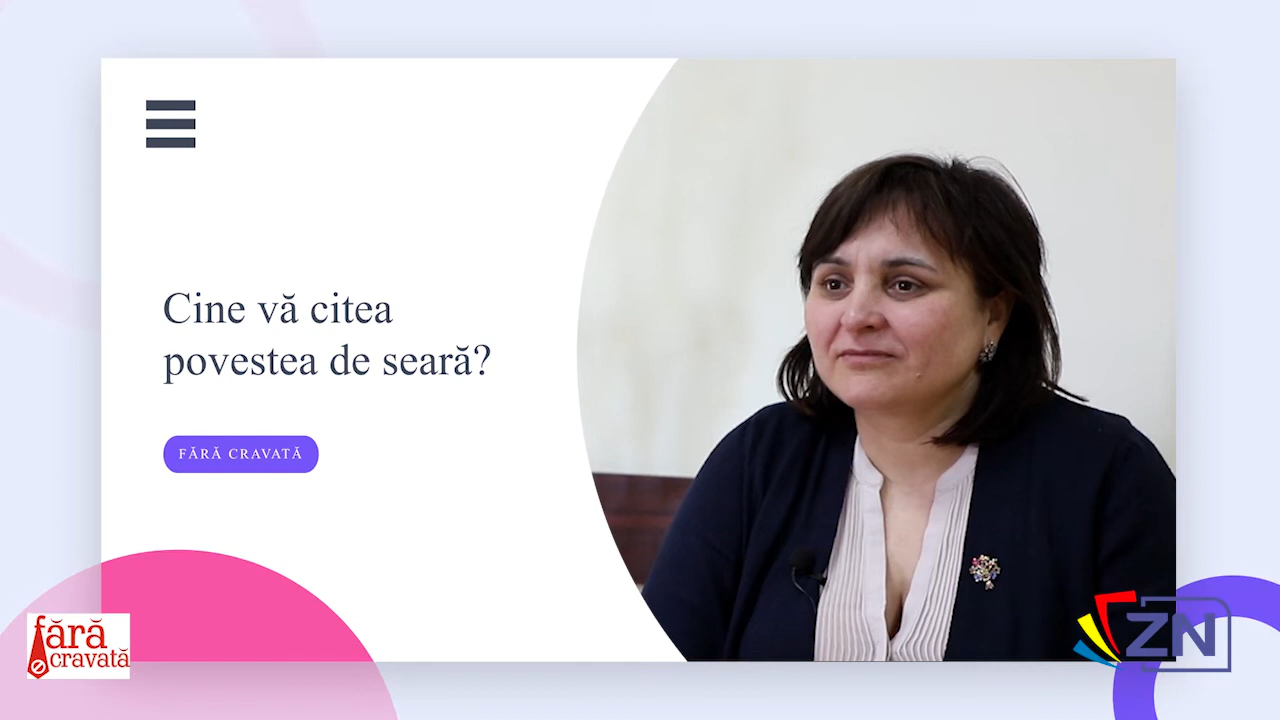 Cine vă citea
povestea de seară?
FĂRĂ CRAVATĂ
fără
cravată
ZN